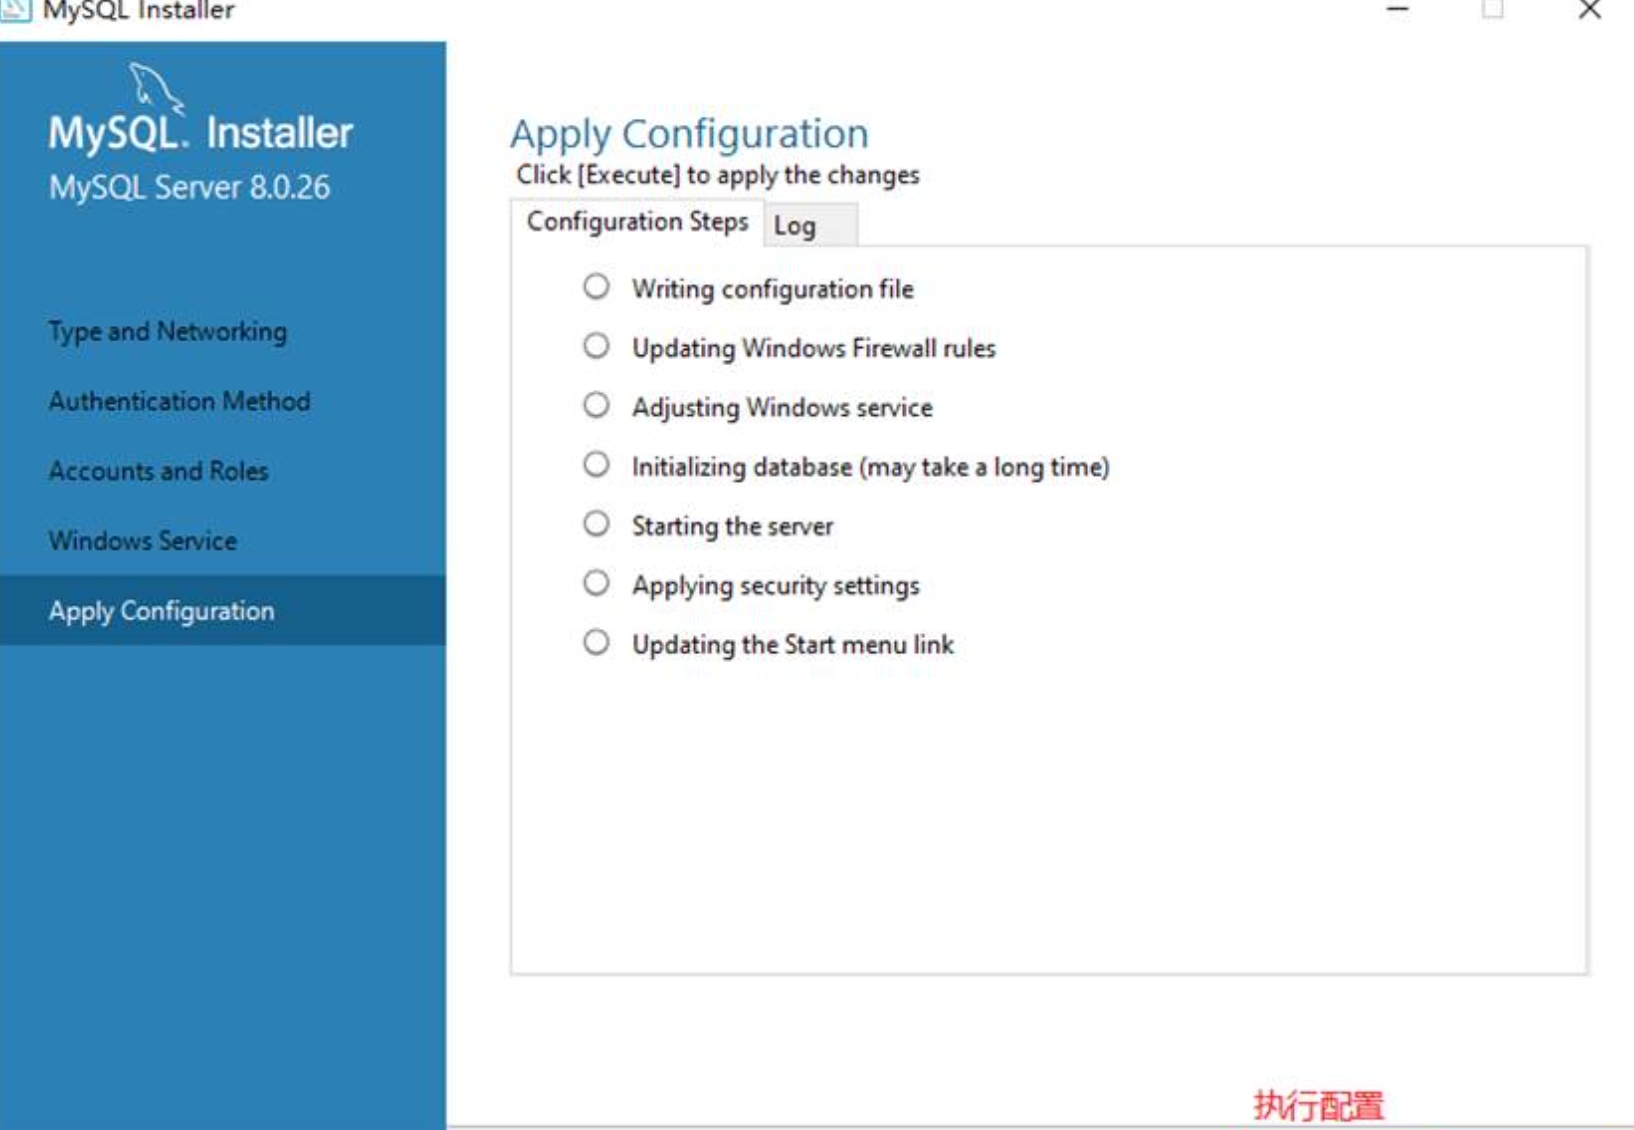 MySQL Installer
MySQL. Installer
MySQL Server 8.0.26
Type and Networking
Authentication Method
Accounts and Roles
Windows Service
Apply Configuration
Apply Configuration
Click [Execute] to apply the changes
Configuration Steps
Log
Writing configuration file
Updating Windows Firewall rules
Adjusting Windows service
Initializing database (may take a long time)
Starting the server
Applying security settings
Updating the Start menu link
执行配置